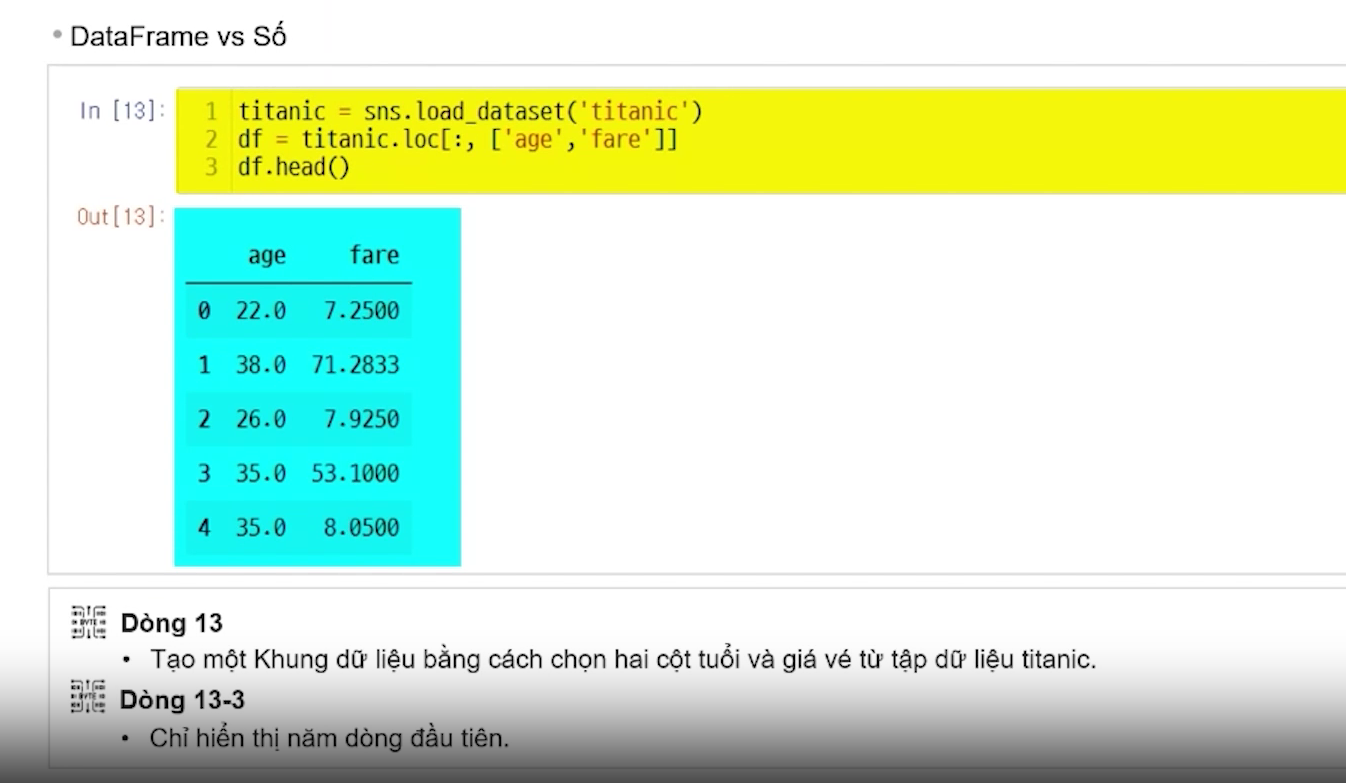 • DataFrame vs Số
In [13]:
1 titanic = sns.load_dataset('titanic')
2 df = titanic.loc[:, ['age','fare']]
3 df.head()
Out[13]:
age fare
0 22.0 7.2500
1 38.0 71.2833
2 26.0 7.9250
3 35.0 53.1000
4 35.0 8.0500
Dòng 13
• Tạo một Khung dữ liệu bằng cách chọn hai cột tuổi và giá vé từ tập dữ liệu titanic.
Dòng 13-3
• Chỉ hiển thị năm dòng đầu tiên.